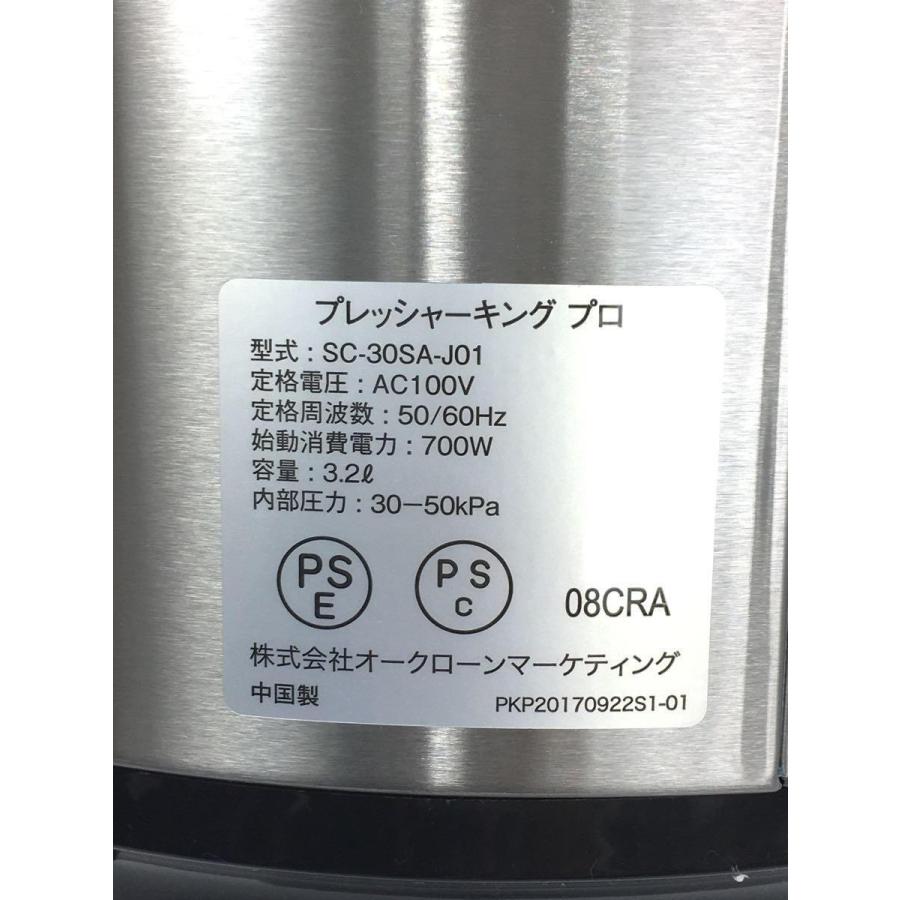 プレッシャーキング プロ
型式 : SC-30SA-J01
定格電圧 : AC100V
定格周波数 : 50/60Hz
始動消費電力 : 700W
容量 : 3.2ℓ
内部圧力 : 30−50kPa
PS
E
PS
C
08CRA
株式会社オークローンマーケティング
中国製
PKP20170922S1-01